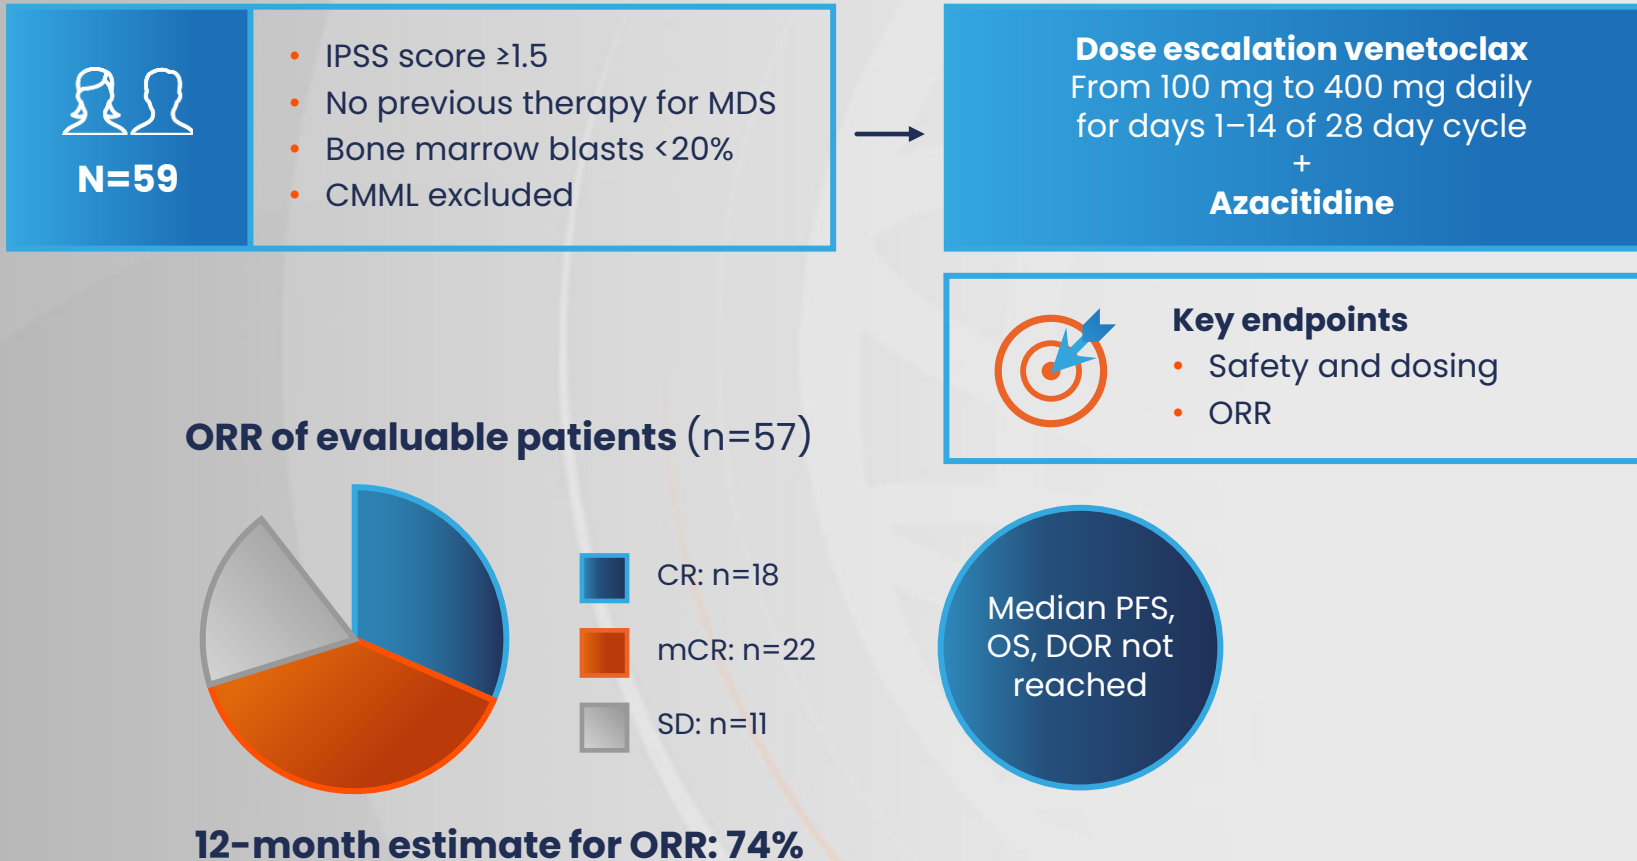 N=59
• IPSS score ≥1.5
• No previous therapy for MDS
• Bone marrow blasts <20%
• CMML excluded
Dose escalation venetoclax
From 100 mg to 400 mg daily
for days 1–14 of 28 day cycle
+
Azacitidine
Key endpoints
• Safety and dosing
• ORR
ORR of evaluable patients (n=57)
CR: n=18
mCR: n=22
SD: n=11
Median PFS,
OS, DOR not
reached
12-month estimate for ORR: 74%